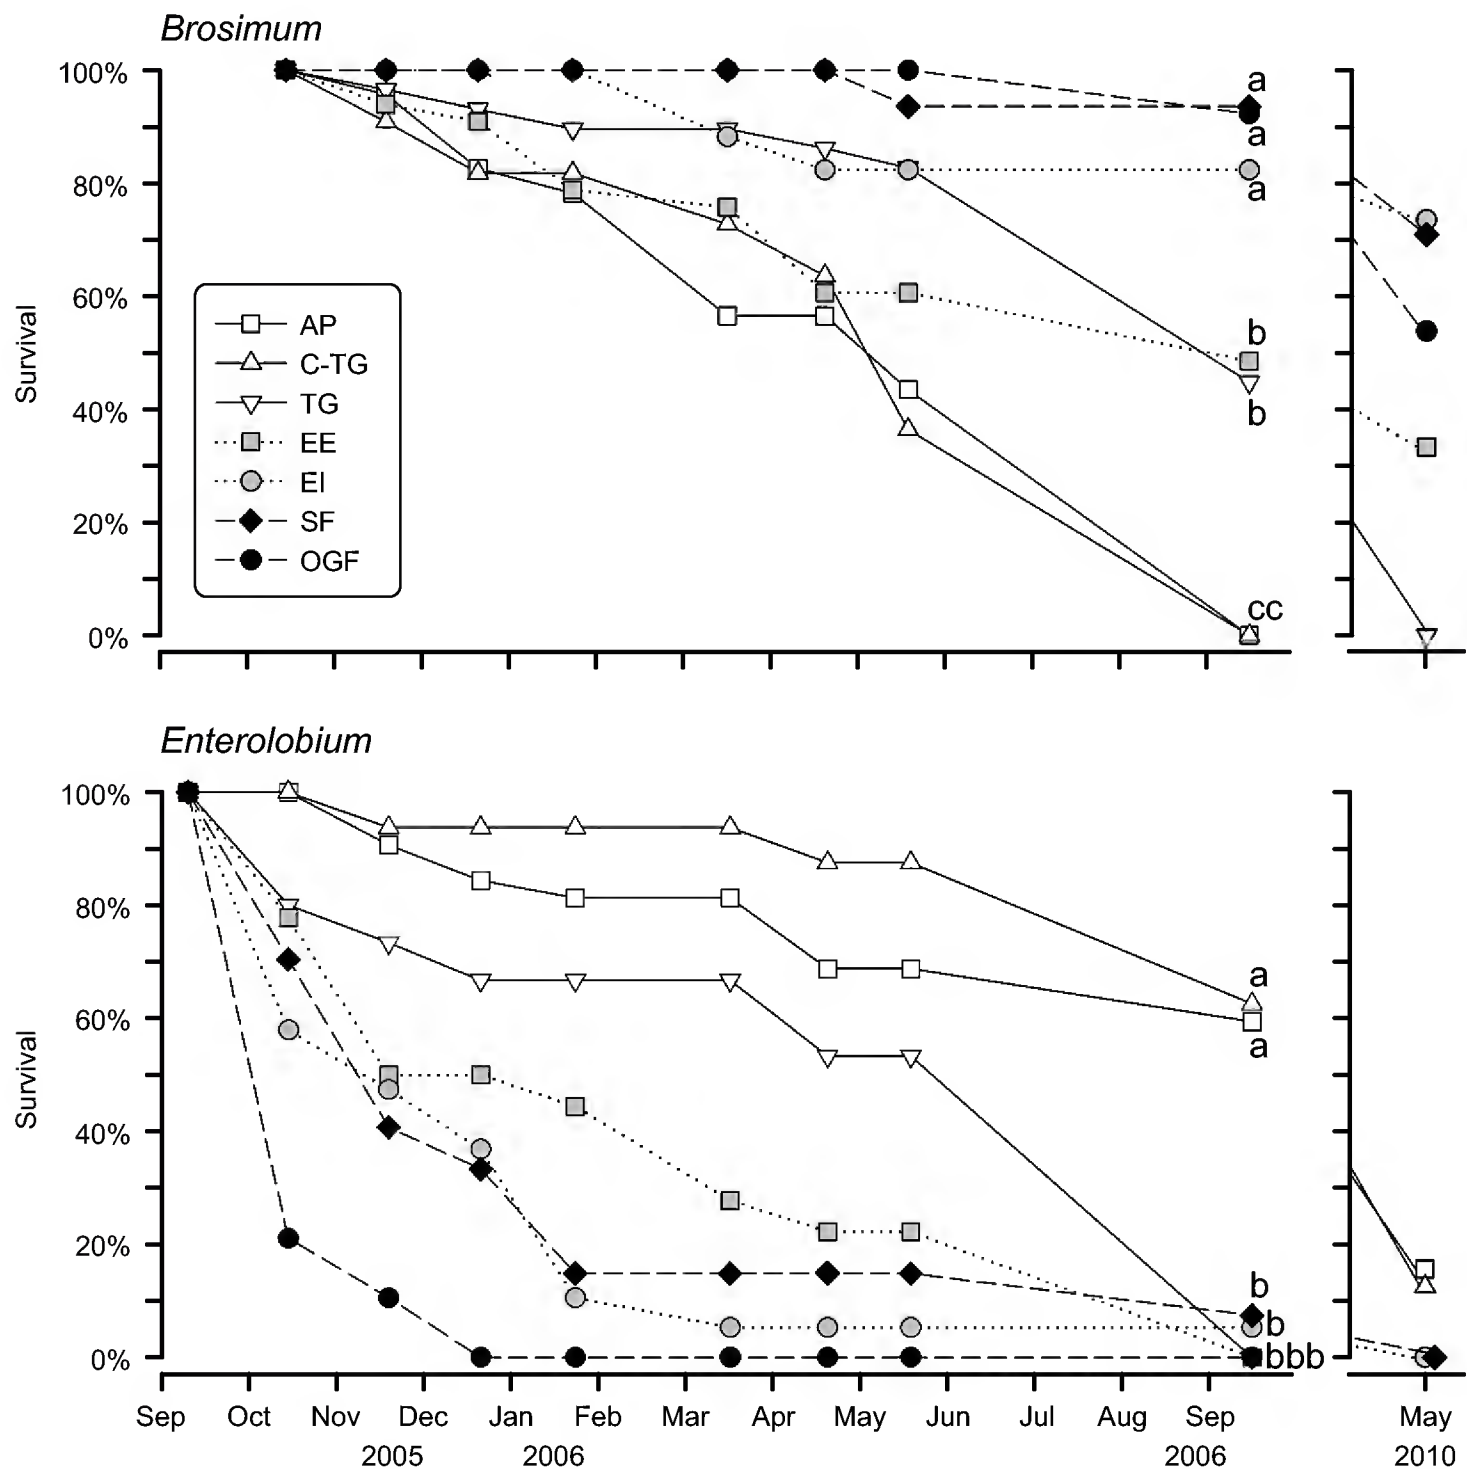 Brosimum
100%
80%
60%
40%
20%
0%
Survival
AP
C-TG
TG
EE
EI
SF
OGF
a
a
a
b
b
cc
Enterolobium
100%
80%
60%
40%
20%
0%
Survival
a
a
b
b
bbb
Sep Oct Nov Dec Jan Feb Mar Apr May Jun Jul Aug Sep May
2005 2006 2006 2010